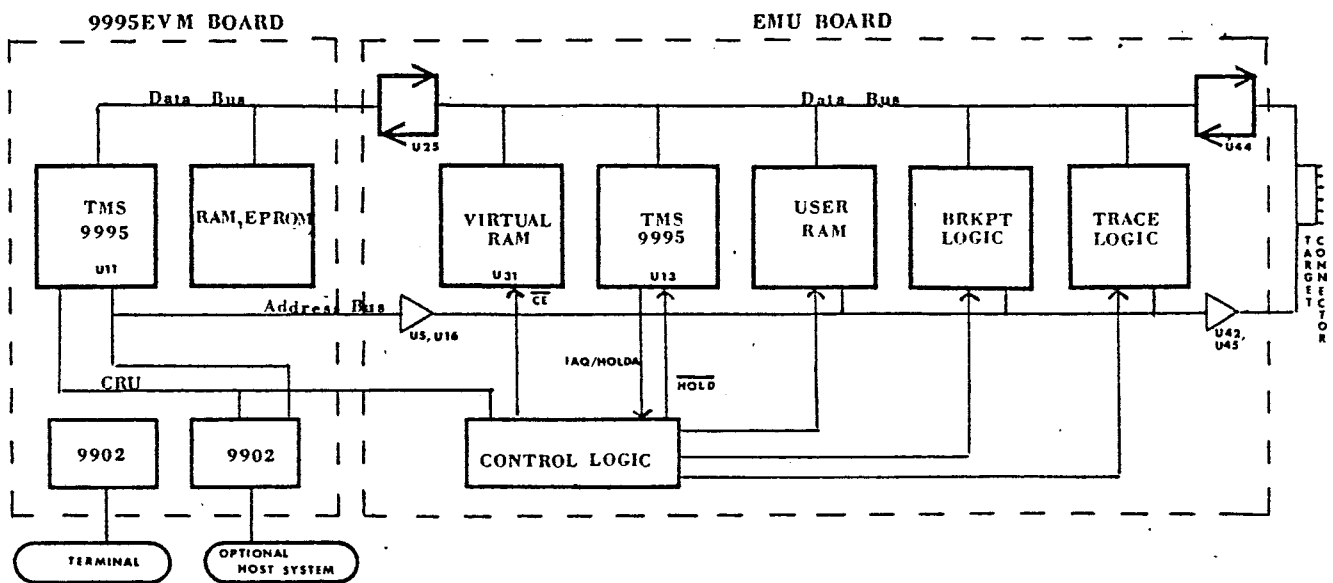 9995EVM BOARD
EMU BOARD
Data Bus
Data Bus
U25
U44
TMS
9995
U11
RAM, EPROM
VIRTUAL
RAM
U31
TMS
9995
U13
USER
RAM
BRKPT
LOGIC
TRACE
LOGIC
TARGET
CONNECTOR
CE
Address Bus
U5, U16
U42,
U45
IAQ/HOLDA
HOLD
CRU
9902
9902
CONTROL LOGIC
TERMINAL
OPTIONAL
HOST SYSTEM